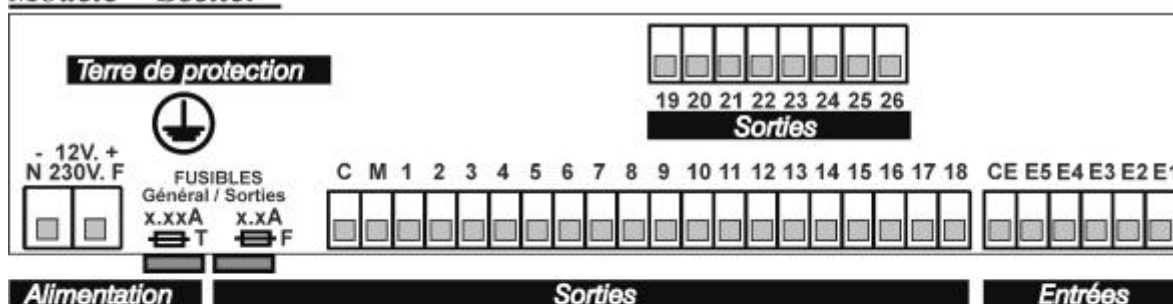 Terre de protection
19 20 21 22 23 24 25 26
Sorties
- 12V. +
N 230V. F
FUSIBLES
Général / Sorties
x.xxA x.xA
T F
C M 1 2 3 4 5 6 7 8 9 10 11 12 13 14 15 16 17 18 CE E5 E4 E3 E2 E1
Alimentation Sorties Entrées